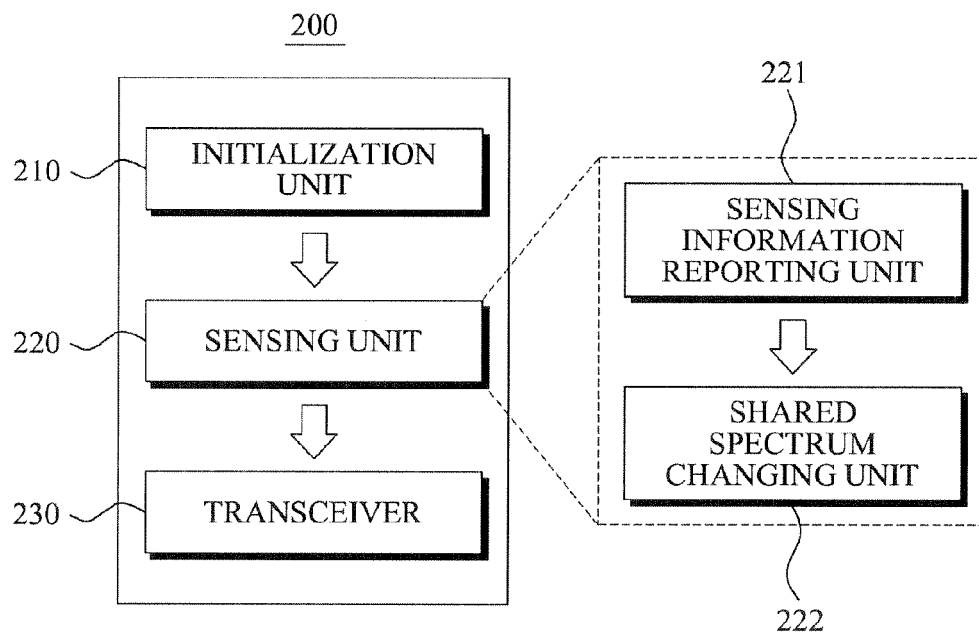 200
210
INITIALIZATION
UNIT
220
SENSING UNIT
230
TRANSCEIVER
221
SENSING
INFORMATION
REPORTING UNIT
SHARED
SPECTRUM
CHANGING UNIT
222